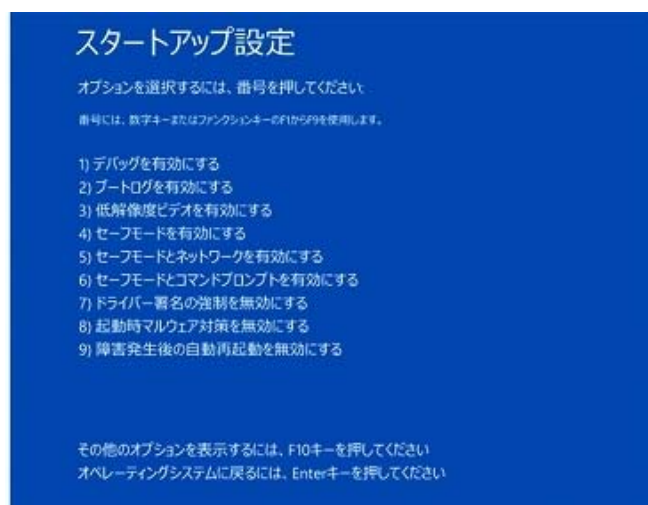 スタートアップ設定
オプションを選択するには、番号を押してください:
番号には、数字キーまたはファンクションキーのF1からF9を使用します。
1) デバッグを有効にする
2) ブートログを有効にする
3) 低解像度ビデオを有効にする
4) セーフモードを有効にする
5) セーフモードとネットワークを有効にする
6) セーフモードとコマンドプロンプトを有効にする
7) ドライバー署名の強制を無効にする
8) 起動時マルウェア対策を無効にする
9) 障害発生後の自動再起動を無効にする
その他のオプションを表示するには、F10キーを押してください
オペレーティングシステムに戻るには、Enterキーを押してください